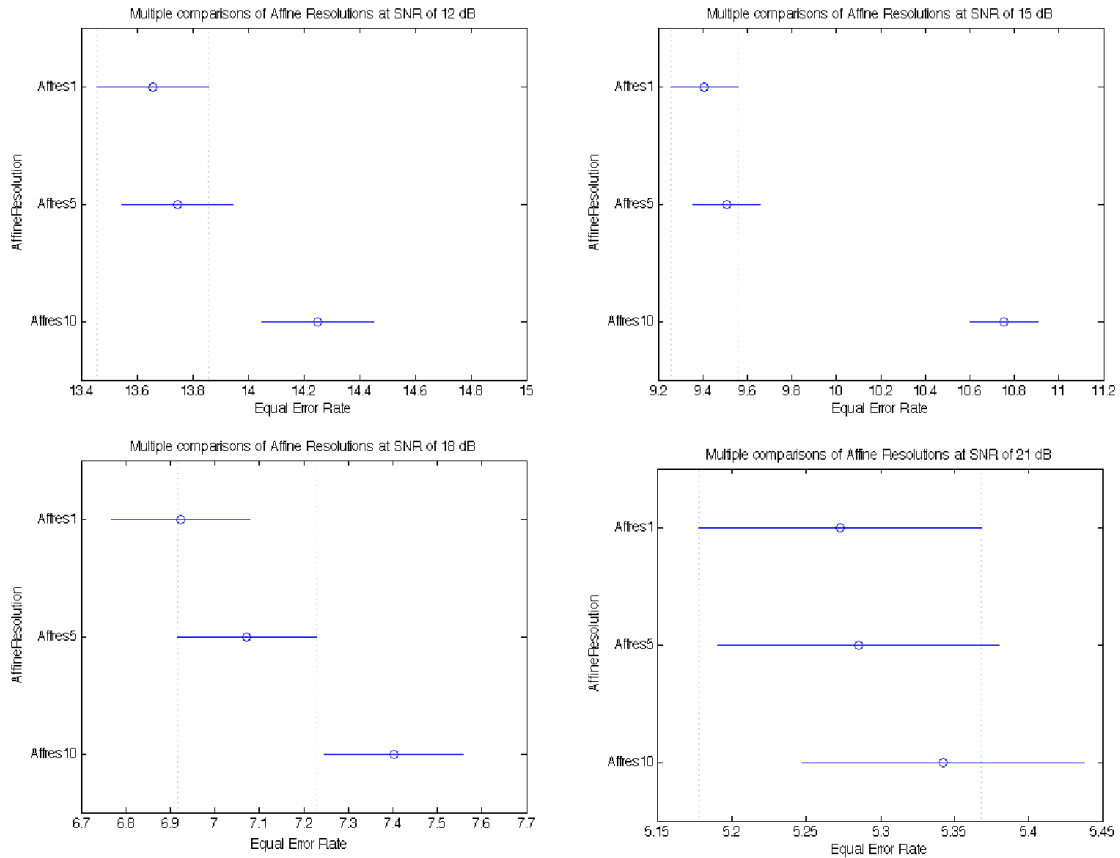 Multiple comparisons of Affine Resolutions at SNR of 12 dB
Affres1
Affres5
Affres10
AffineResolution
13.4 13.6 13.8 14 14.2 14.4 14.6 14.8 15
Equal Error Rate
Multiple comparisons of Affine Resolutions at SNR of 15 dB
Affres1
Affres5
Affres10
AffineResolution
9.2 9.4 9.6 9.8 10 10.2 10.4 10.6 10.8 11 11.2
Equal Error Rate
Multiple comparisons of Affine Resolutions at SNR of 18 dB
Affres1
Affres5
Affres10
AffineResolution
6.7 6.8 6.9 7 7.1 7.2 7.3 7.4 7.5 7.6 7.7
Equal Error Rate
Multiple comparisons of Affine Resolutions at SNR of 21 dB
Affres1
Affres5
Affres10
AffineResolution
5.15 5.2 5.25 5.3 5.35 5.4 5.45
Equal Error Rate